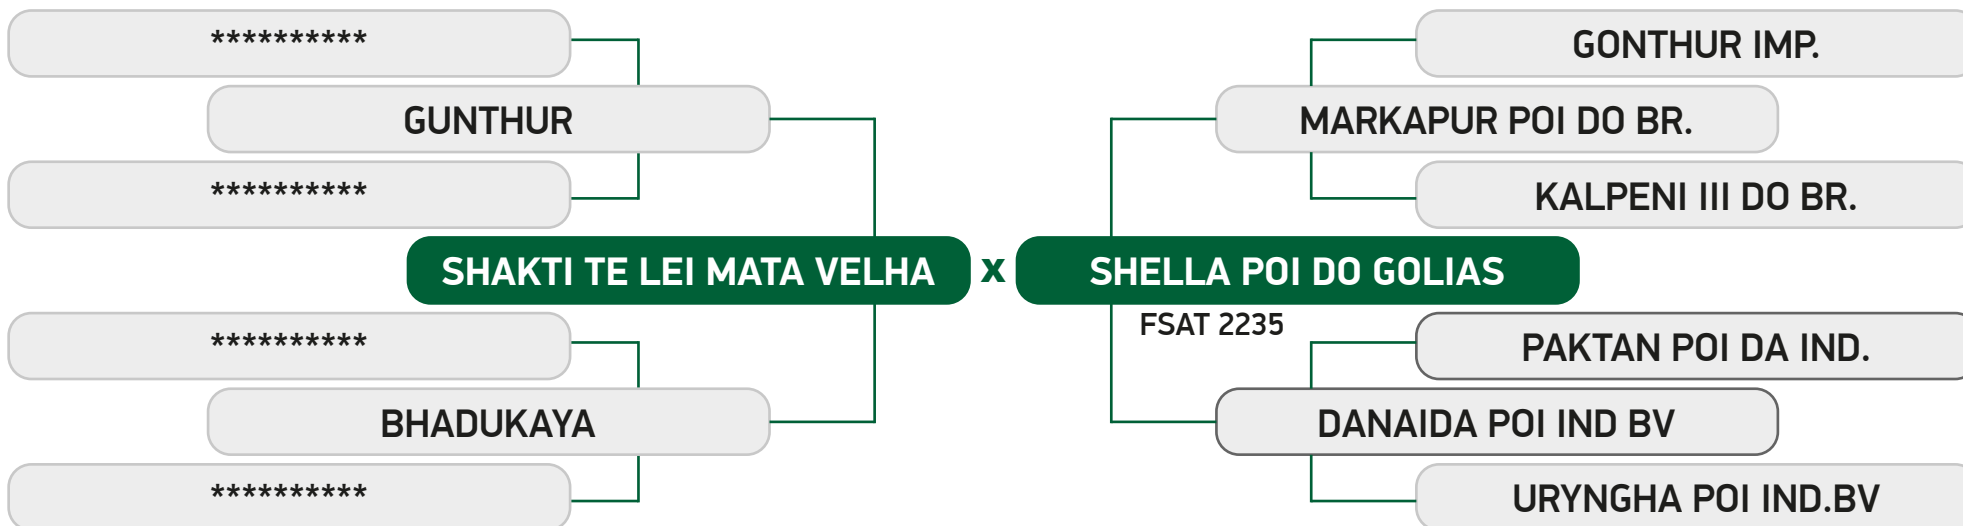 **********
GONTHUR IMP.
GUNTHUR
MARKAPUR POI DO BR.
**********
KALPENI III DO BR.
SHAKTI TE LEI MATA VELHA x SHELLA POI DO GOLIAS
FSAT 2235
**********
PAKTAN POI DA IND.
BHADUKAYA
DANAIDA POI IND BV
**********
URYNGHA POI IND.BV